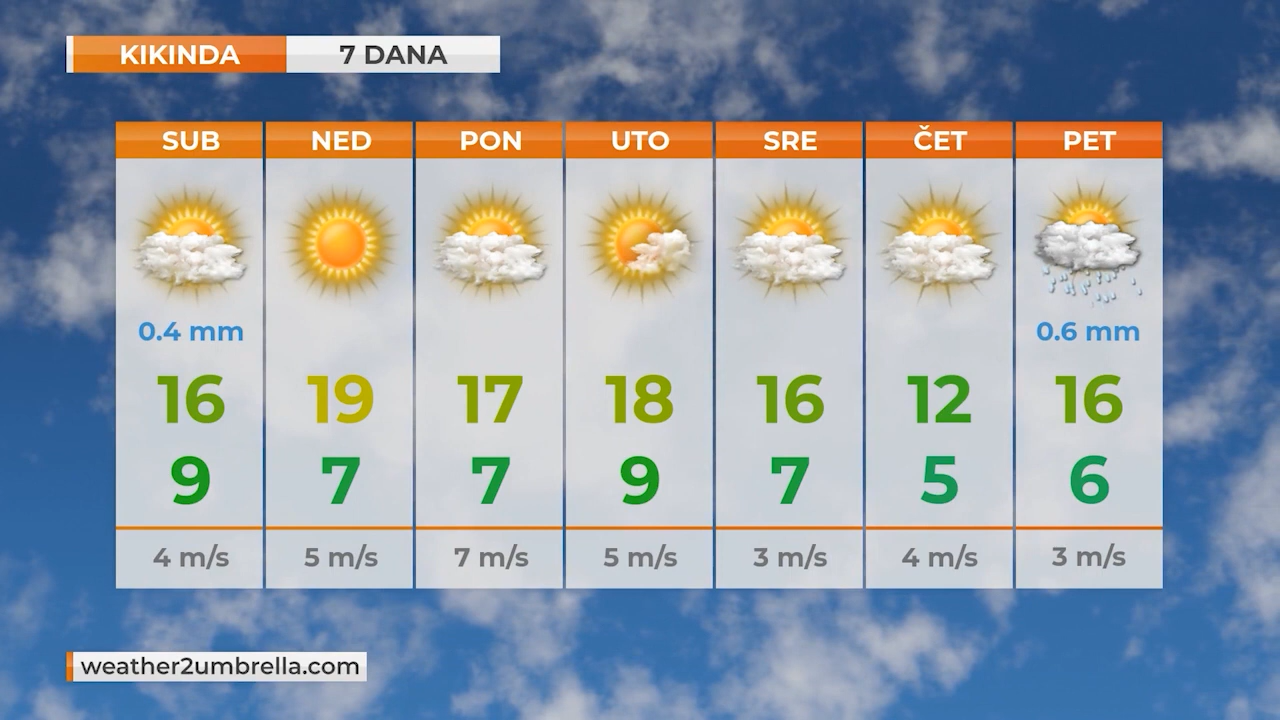 KIKINDA 7 DANA
SUB NED PON UTO SRE ČET PET
0.4 mm 0.6 mm
16 19 17 18 16 12 16
9 7 7 9 7 5 6
4 m/s 5 m/s 7 m/s 5 m/s 3 m/s 4 m/s 3 m/s
weather2umbrella.com